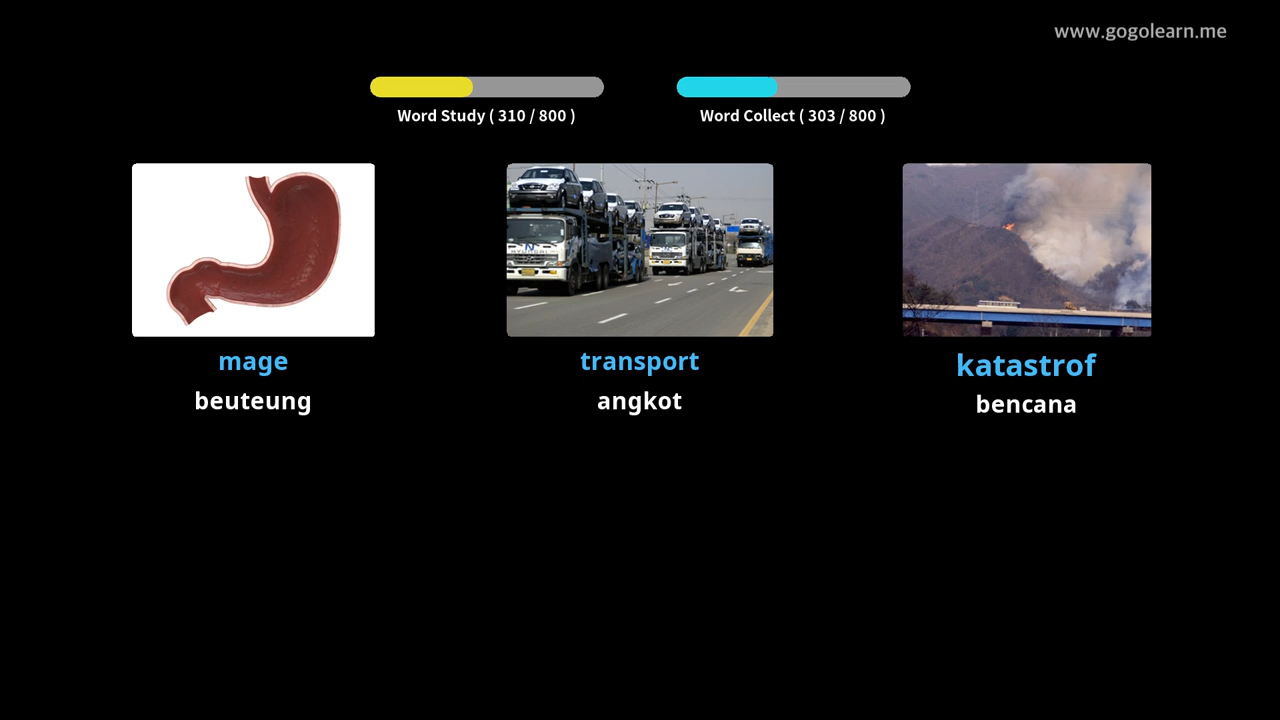 www.gogolearn.me
Word Study ( 310 / 800 )
Word Collect ( 303 / 800 )
mage
transport
katastrof
beuteung
angkot
bencana